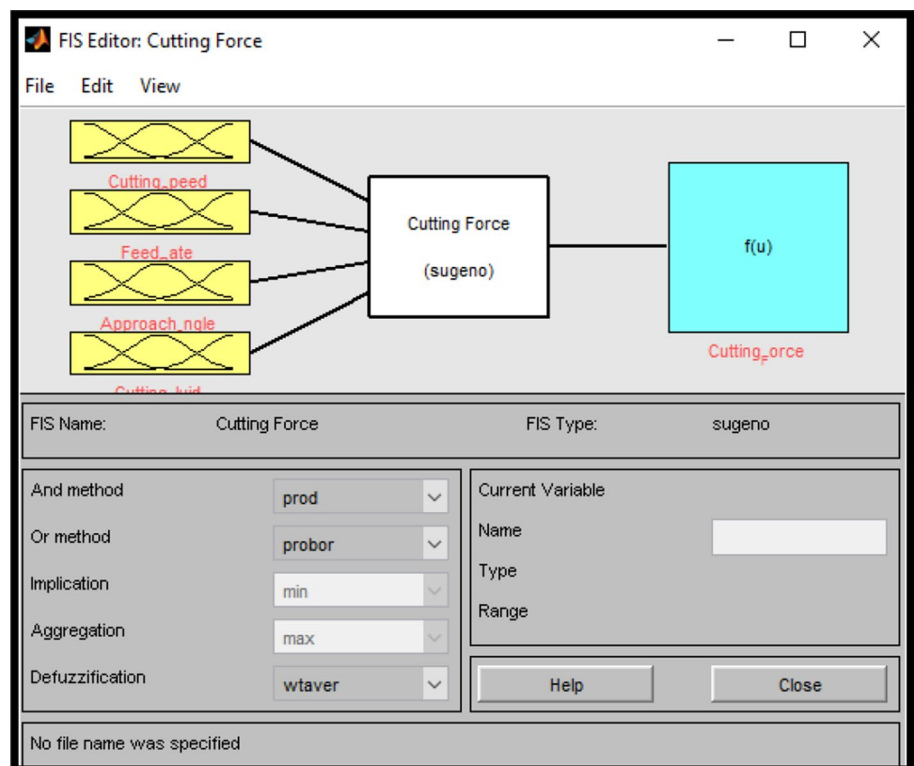 FIS Editor: Cutting Force
File Edit View
Cutting_peed
Feed_ate
Approach_ngle
Cutting_luid
Cutting Force
(sugeno)
f(u)
Cutting_Force
FIS Name: Cutting Force FIS Type: sugeno
And method prod
Or method probor
Implication min
Aggregation max
Defuzzification wtaver
Current Variable
Name
Type
Range
Help Close
No file name was specified